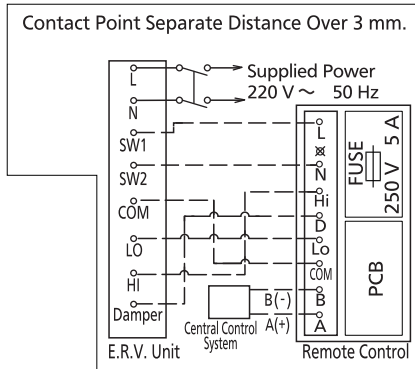 Contact Point Separate Distance Over 3 mm.
L
N
SW1
SW2
COM
LO
HI
Damper
E.R.V. Unit
Supplied Power
220 V～ 50 Hz
L
N
Hi
D
Lo
COM
B
A
FUSE
250 V 5 A
PCB
Remote Control
B(-)
A(+)
Central Control
System